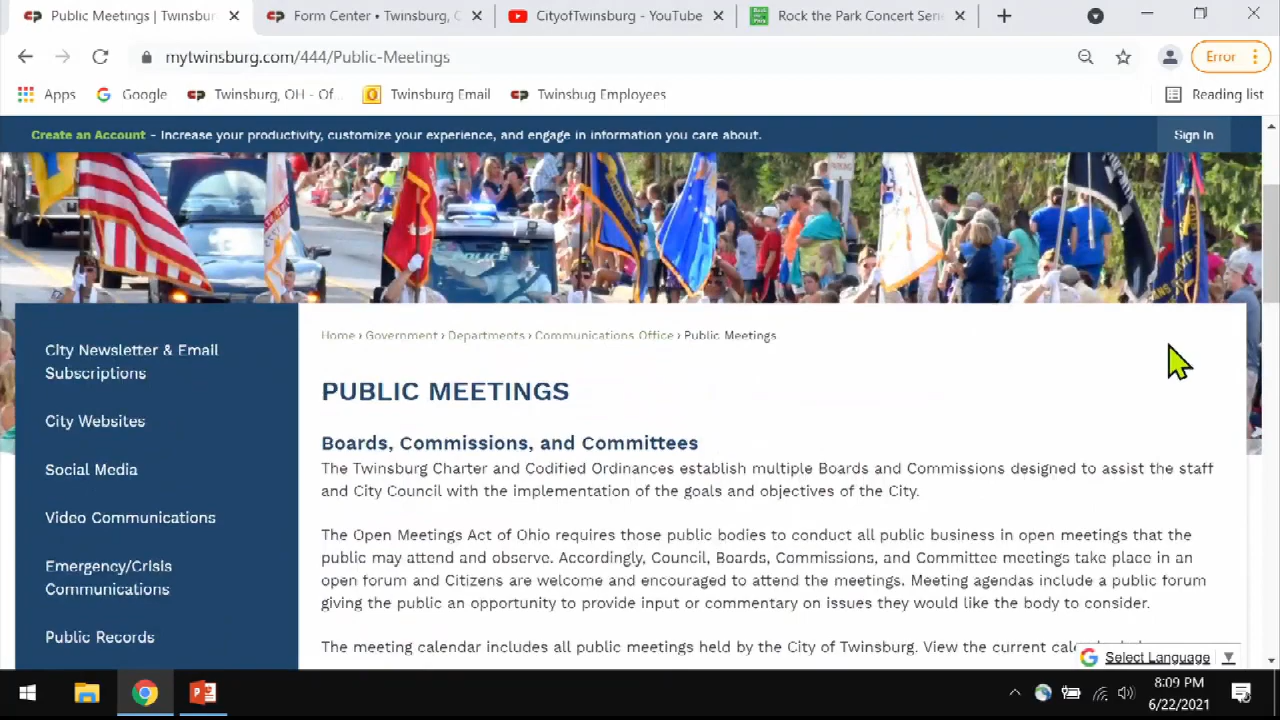 Public Meetings | Twinsbur
Form Center • Twinsburg, O
CityofTwinsburg - YouTube
Rock the Park Concert Serie
mytwinsburg.com/444/Public-Meetings
Error
Apps
Google
Twinsburg, OH - Of...
Twinsburg Email
Twinsbug Employees
Reading list
Create an Account - Increase your productivity, customize your experience, and engage in information you care about.
Sign In
POLICE
City Newsletter & Email
Subscriptions
City Websites
Social Media
Video Communications
Emergency/Crisis
Communications
Public Records
Home › Government › Departments › Communications Office › Public Meetings
PUBLIC MEETINGS
Boards, Commissions, and Committees
The Twinsburg Charter and Codified Ordinances establish multiple Boards and Commissions designed to assist the staff
and City Council with the implementation of the goals and objectives of the City.
The Open Meetings Act of Ohio requires those public bodies to conduct all public business in open meetings that the
public may attend and observe. Accordingly, Council, Boards, Commissions, and Committee meetings take place in an
open forum and Citizens are welcome and encouraged to attend the meetings. Meeting agendas include a public forum
giving the public an opportunity to provide input or commentary on issues they would like the body to consider.
The meeting calendar includes all public meetings held by the City of Twinsburg. View the current
Select Language
8:09 PM
6/22/2021